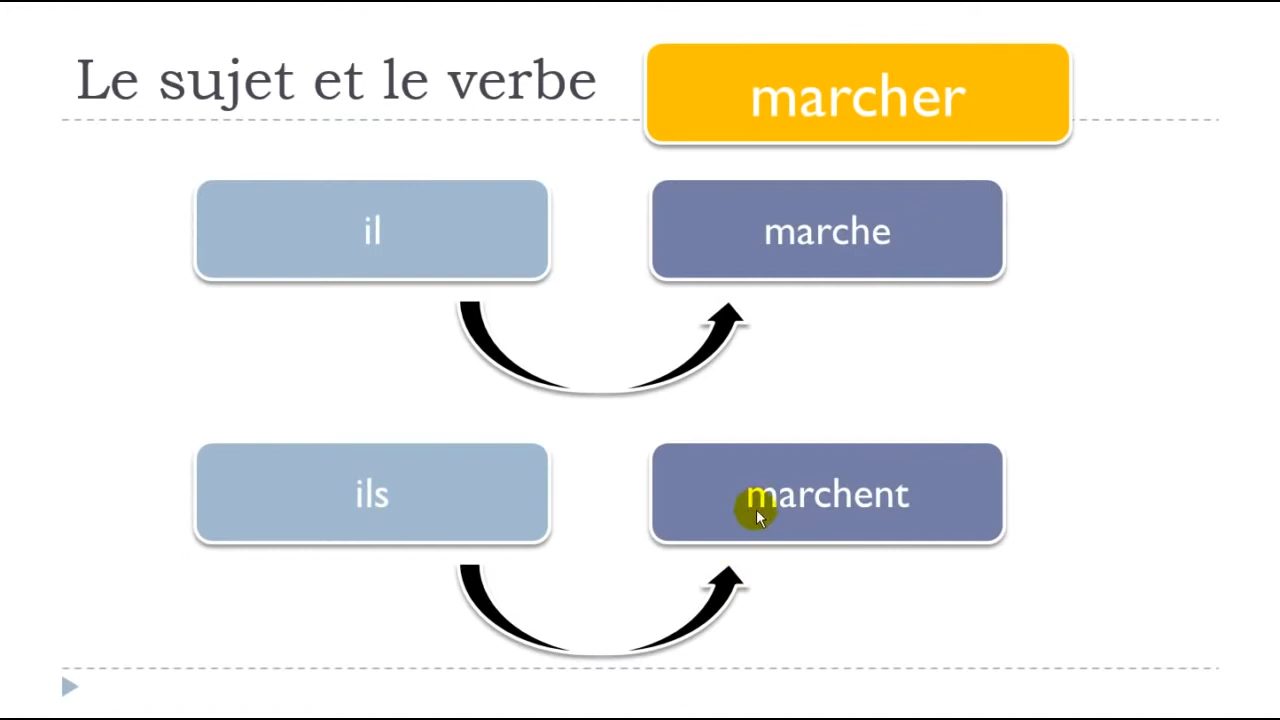 Le sujet et le verbe
marcher
il
marche
ils
marchent